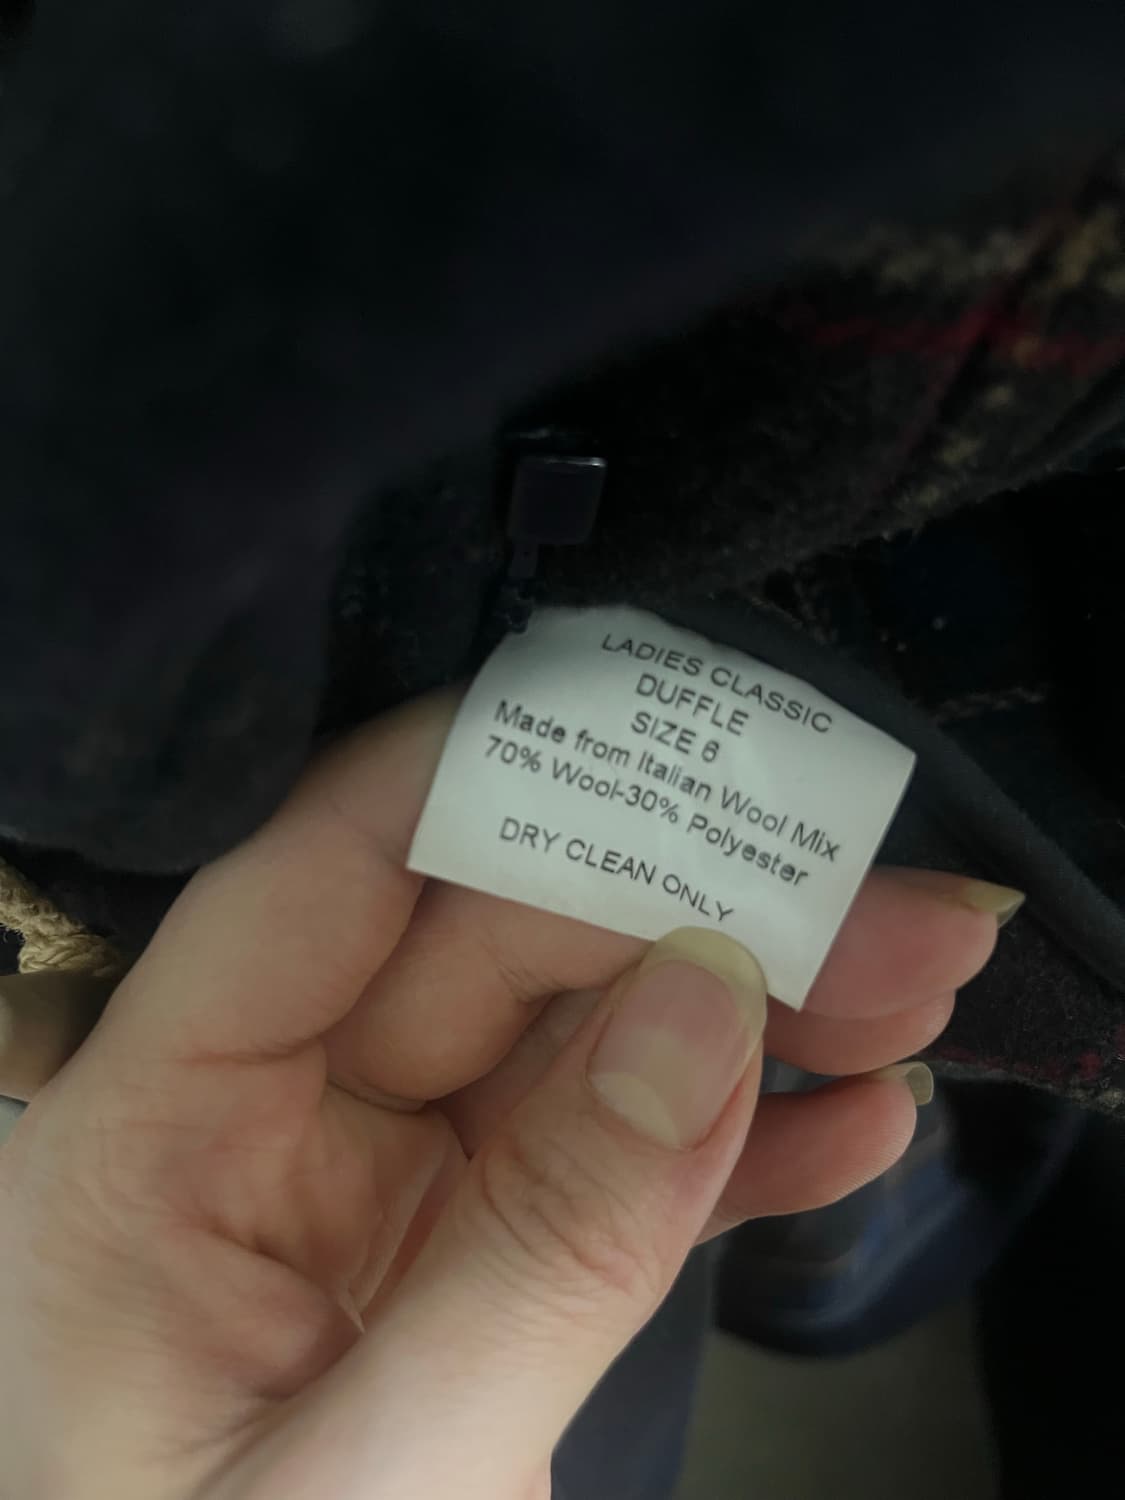 LADIES CLASSIC
DUFFLE
SIZE 6
Made from Italian Wool Mix
70% Wool-30% Polyester
DRY CLEAN ONLY